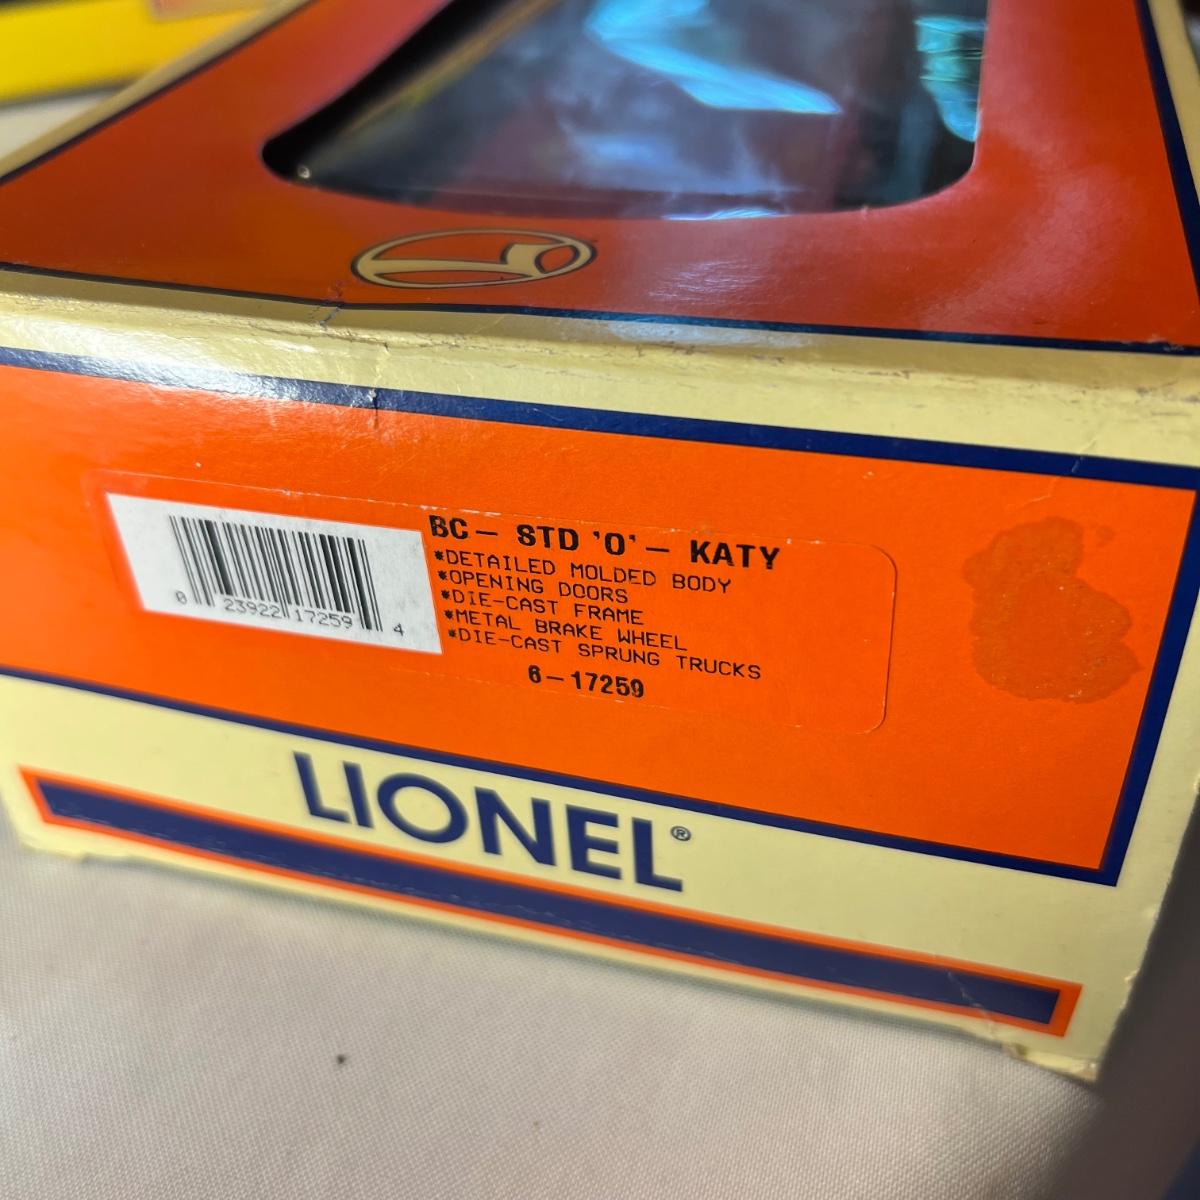 BC – STD 'O' – KATY
*DETAILED MOLDED BODY
*OPENING DOORS
*DIE-CAST FRAME
*METAL BRAKE WHEEL
*DIE-CAST SPRUNG TRUCKS
6–17259
0 23922 17259 4
LIONEL®